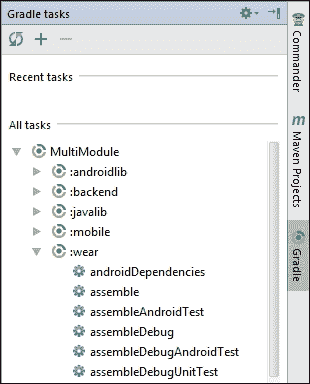 Gradle tasks
Recent tasks
All tasks
MultiModule
:androidlib
:backend
:javalib
:mobile
:wear
androidDependencies
assemble
assembleAndroidTest
assembleDebug
assembleDebugAndroidTest
assembleDebugUnitTest
Commander
m Maven Projects
Gradle